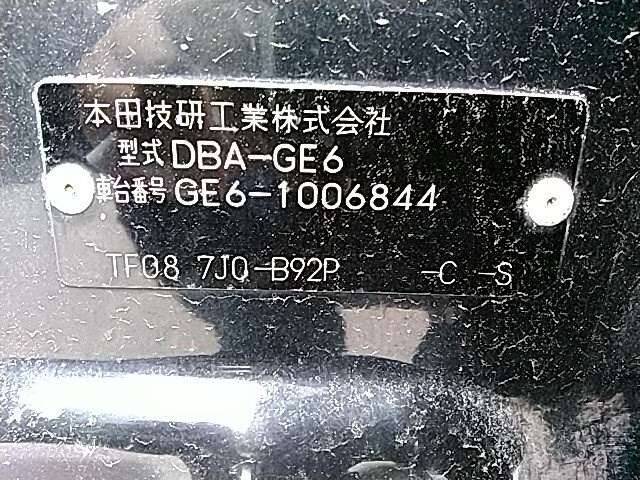 本田技研工業株式会社
型式 DBA-GE6
車台番号 GE6-1006844
TF08 7J0-B92P -C -S